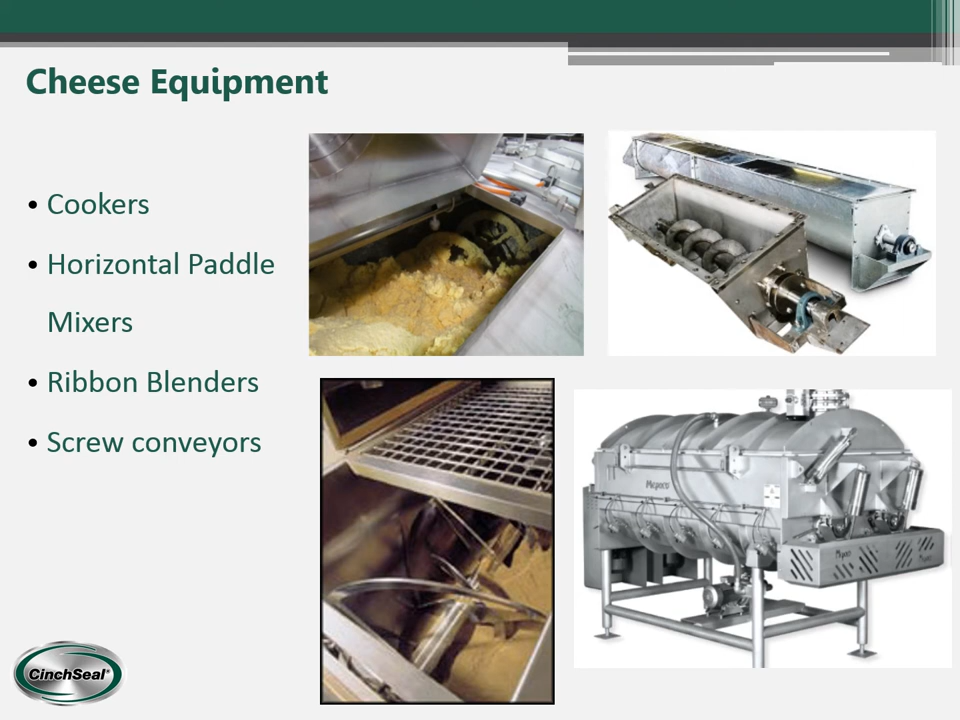 Cheese Equipment
• Cookers
• Horizontal Paddle
Mixers
• Ribbon Blenders
• Screw conveyors
CinchSeal®